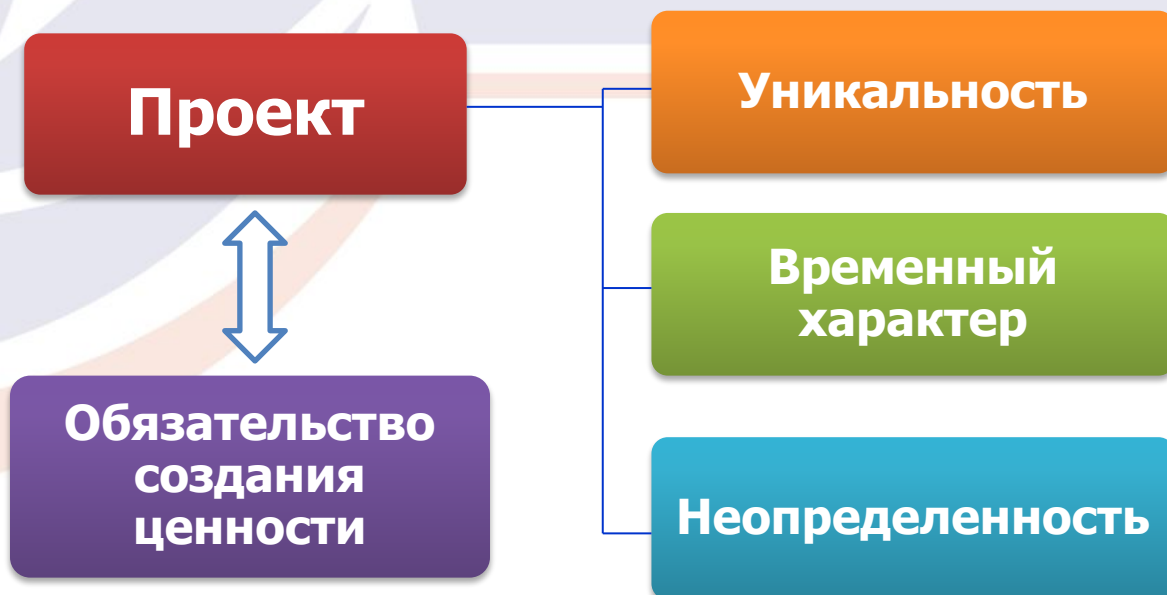 Проект
Уникальность
Временный
характер
Обязательство
создания
ценности
Неопределенность